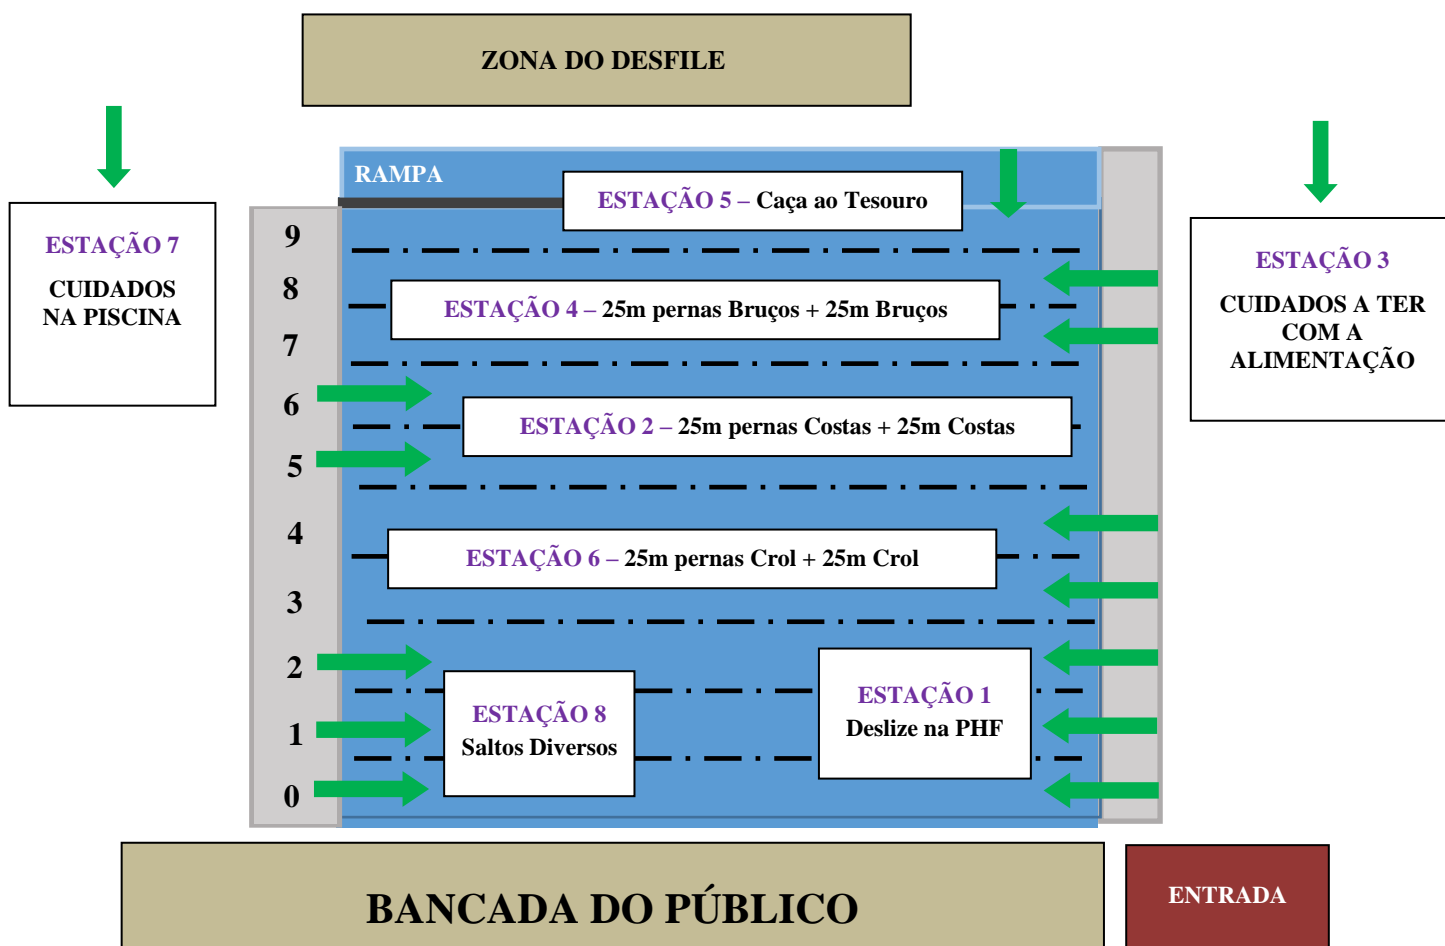 ZONA DO DESFILE
RAMPA
ESTAÇÃO 5 – Caça ao Tesouro
ESTAÇÃO 7
CUIDADOS
NA PISCINA
ESTAÇÃO 3
CUIDADOS A TER
COM A
ALIMENTAÇÃO
9
8
ESTAÇÃO 4 – 25m pernas Bruços + 25m Bruços
7
6
ESTAÇÃO 2 – 25m pernas Costas + 25m Costas
5
4
ESTAÇÃO 6 – 25m pernas Crol + 25m Crol
3
2
ESTAÇÃO 8
Saltos Diversos
ESTAÇÃO 1
Deslize na PHF
1
0
BANCADA DO PÚBLICO
ENTRADA